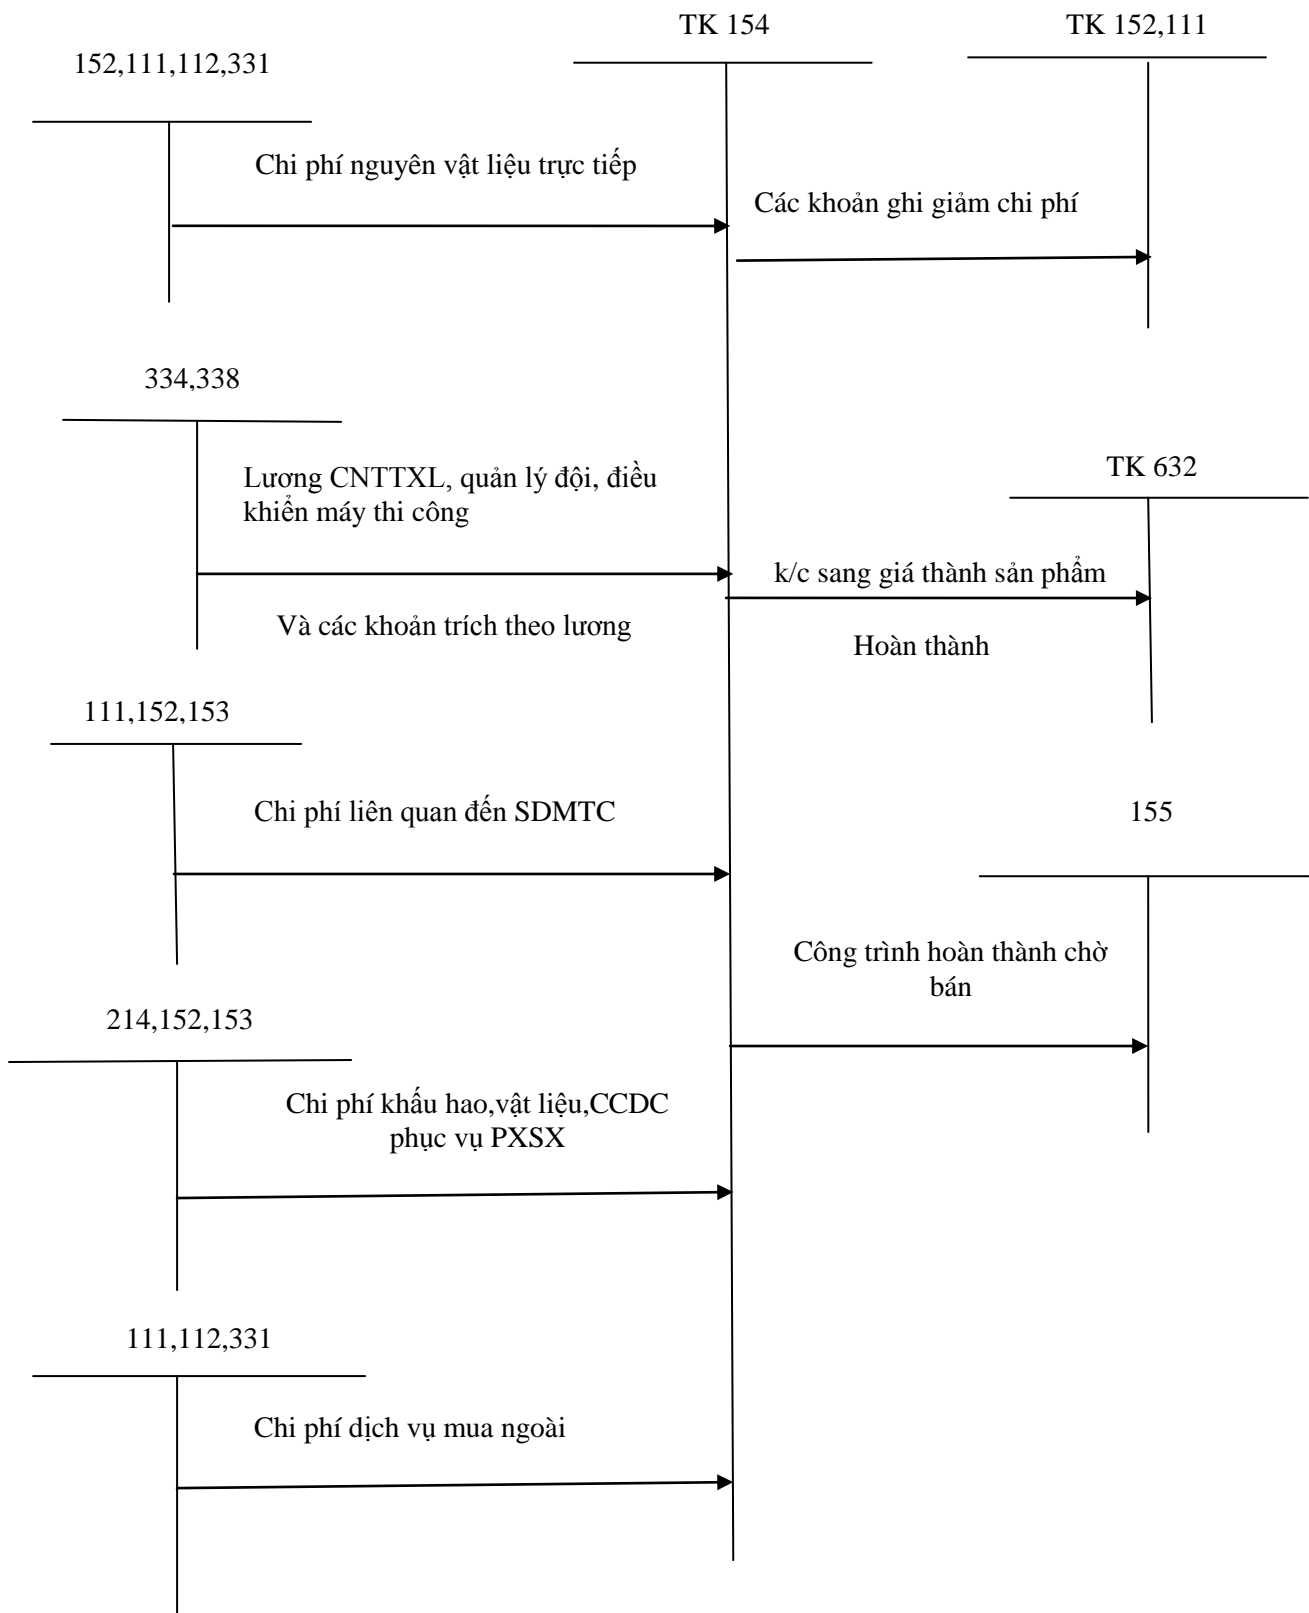 TK 154
TK 152,111
152,111,112,331
Chi phí nguyên vật liệu trực tiếp
Các khoản ghi giảm chi phí
334,338
Lương CNTTXL, quản lý đội, điều
khiển máy thi công
TK 632
k/c sang giá thành sản phẩm
Và các khoản trích theo lương
Hoàn thành
111,152,153
Chi phí liên quan đến SDMTC
155
Công trình hoàn thành chờ
bán
214,152,153
Chi phí khấu hao,vật liệu,CCDC
phục vụ PXSX
111,112,331
Chi phí dịch vụ mua ngoài